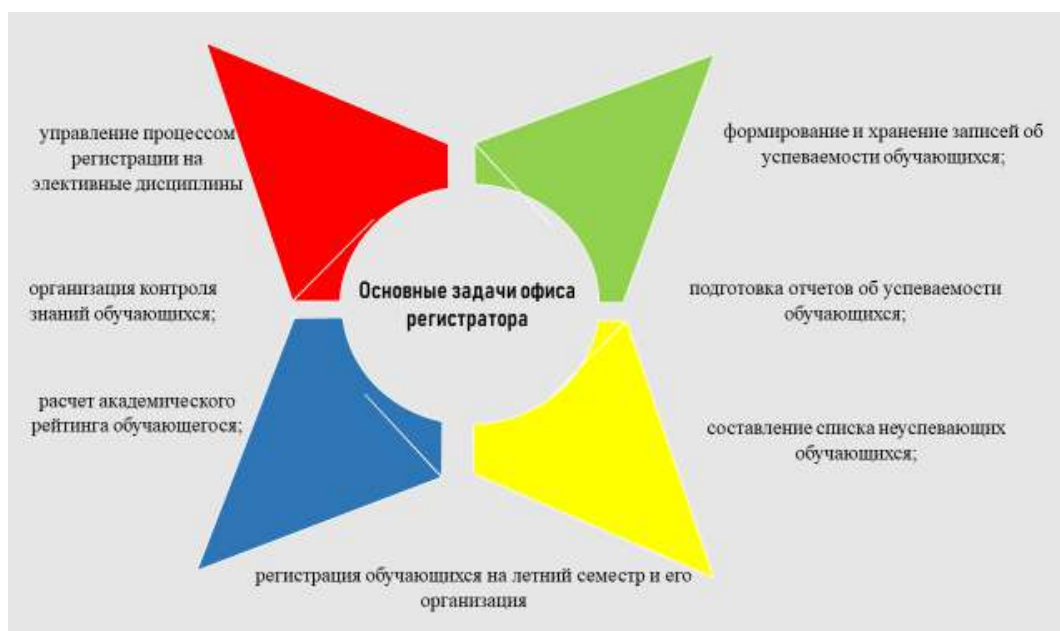 управление процессом
регистрации на
элективные дисциплины
организация контроля
знаний обучающихся;
расчет академического
рейтинга обучающегося;
Основные задачи офиса
регистратора
формирование и хранение записей об
успеваемости обучающихся;
подготовка отчетов об успеваемости
обучающихся;
составление списка неуспевающих
обучающихся;
регистрация обучающихся на летний семестр и его
организация